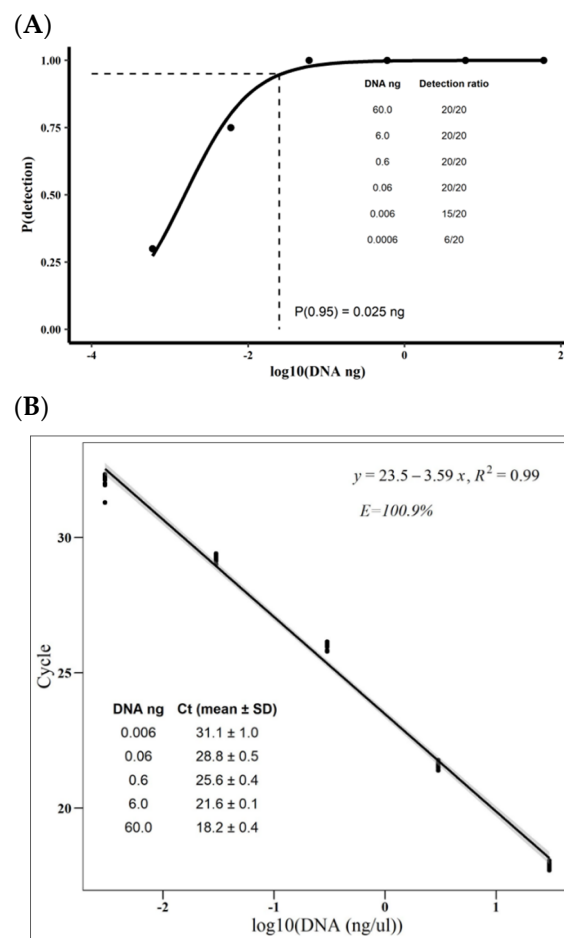 (A)
1.00
0.75
0.50
0.25
0.00
P(detection)
DNA ng Detection ratio
60.0 20/20
6.0 20/20
0.6 20/20
0.06 20/20
0.006 15/20
0.0006 6/20
P(0.95) = 0.025 ng
-4 -2 0 2
log10(DNA ng)
(B)
y = 23.5 – 3.59 x, R² = 0.99
E=100.9%
30
25
20
Cycle
DNA ng Ct (mean ± SD)
0.006 31.1 ± 1.0
0.06 28.8 ± 0.5
0.6 25.6 ± 0.4
6.0 21.6 ± 0.1
60.0 18.2 ± 0.4
-2 -1 0 1
log10(DNA (ng/ul))